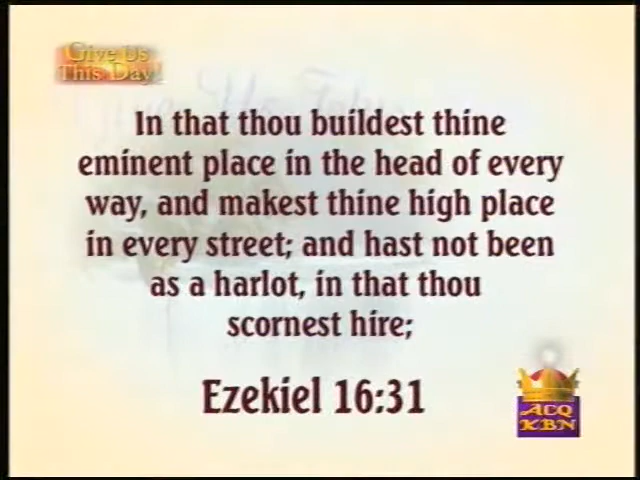 Give Us
This Day!
In that thou buildest thine
eminent place in the head of every
way, and makest thine high place
in every street; and hast not been
as a harlot, in that thou
scornest hire;
Ezekiel 16:31
ACQ
KBN